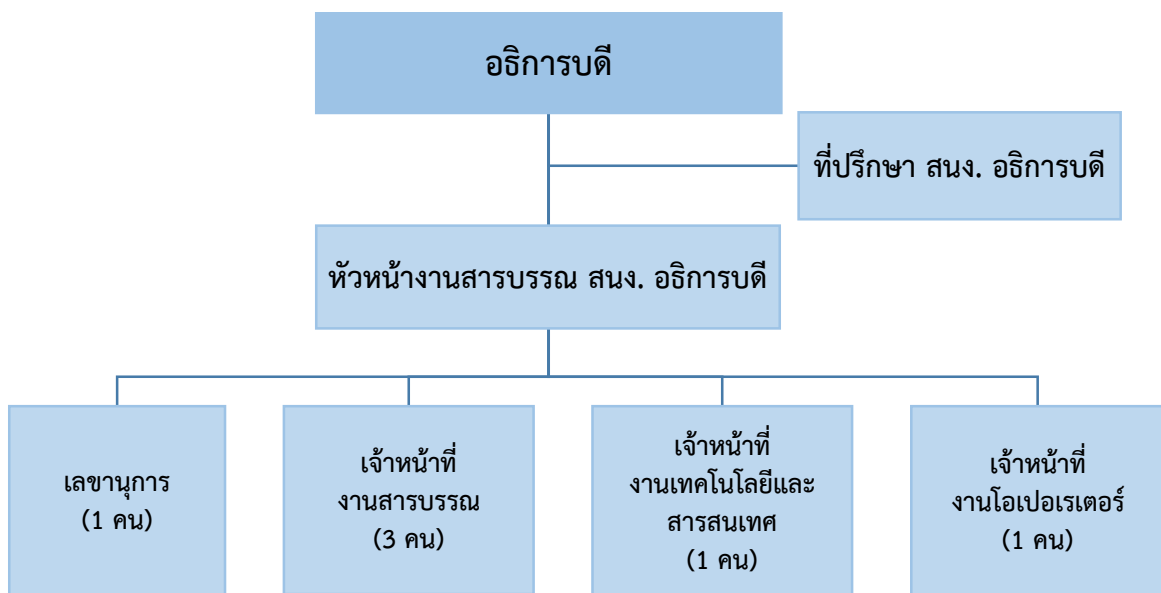 อธิการบดี
ที่ปรึกษา สนง. อธิการบดี
หัวหน้างานสารบรรณ สนง. อธิการบดี
เลขานุการ
(1 คน)
เจ้าหน้าที่
งานสารบรรณ
(3 คน)
เจ้าหน้าที่
งานเทคโนโลยีและ
สารสนเทศ
(1 คน)
เจ้าหน้าที่
งานโอเปอเรเตอร์
(1 คน)